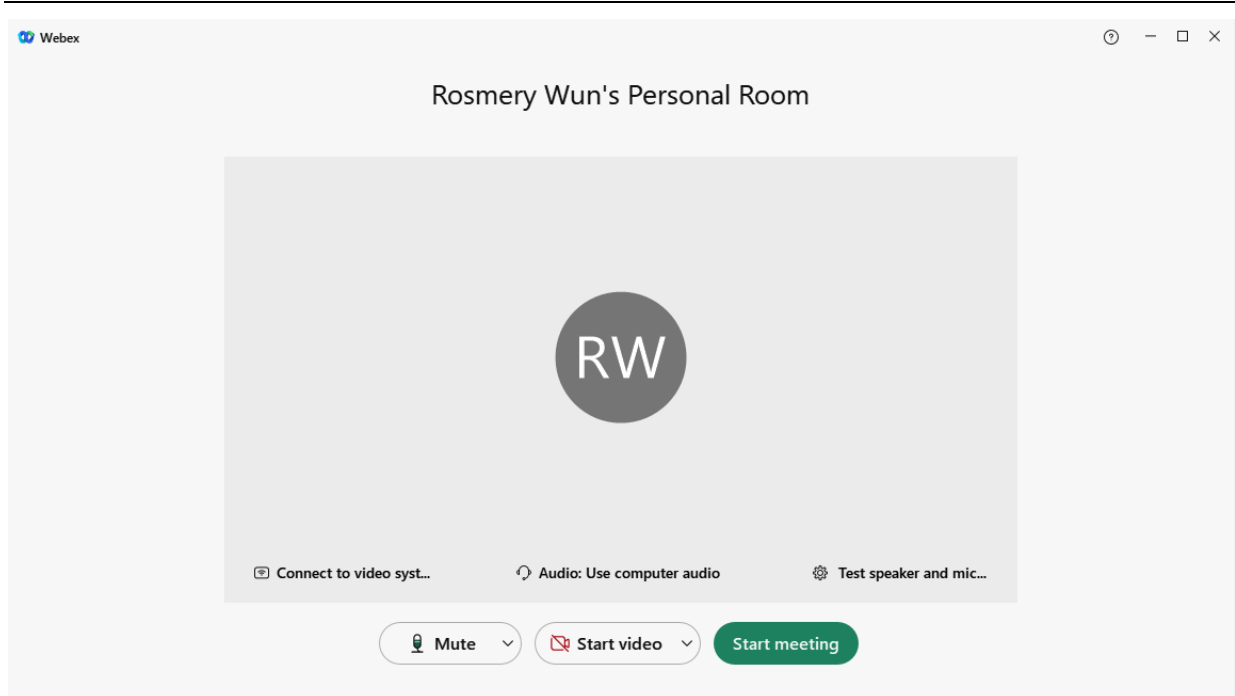 Webex
Rosmery Wun's Personal Room
RW
Connect to video syst... Audio: Use computer audio Test speaker and mic...
Mute Start video Start meeting